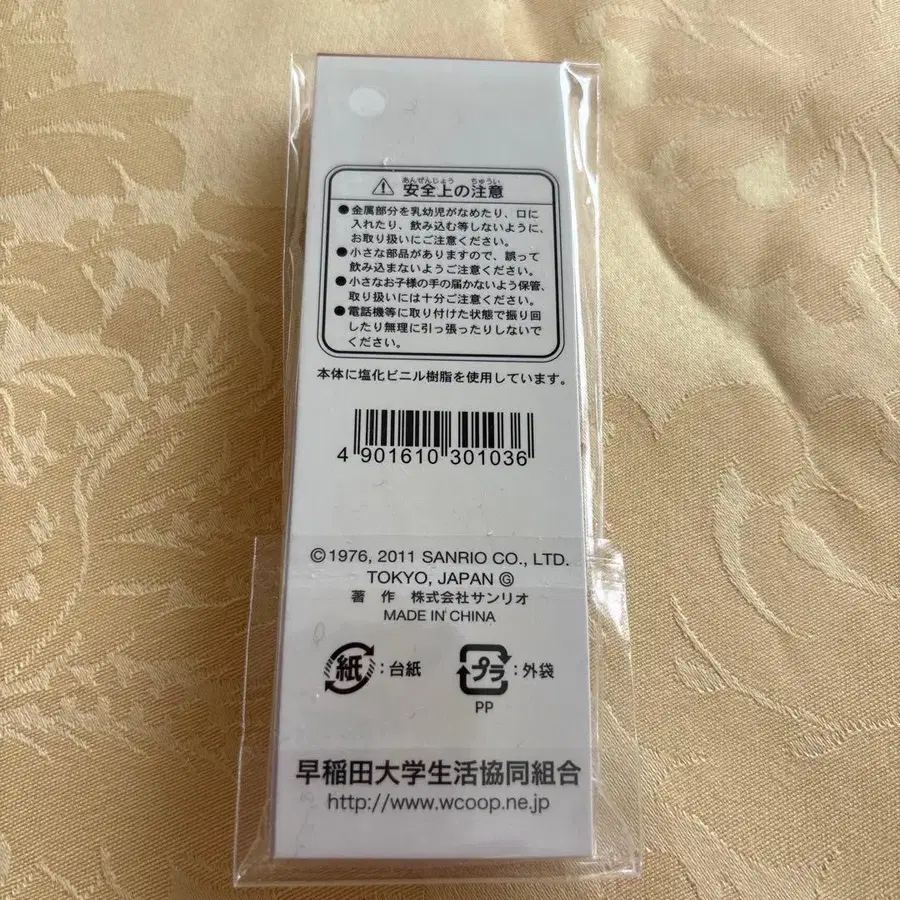 あんぜんじょう ちゅうい
⚠ 安全上の注意
●金属部分を乳幼児がなめたり、口に
入れたり、飲み込む等しないように、
お取り扱いにご注意ください。
●小さな部品がありますので、誤って
飲み込まないようご注意ください。
●小さなお子様の手の届かないよう保管、
取り扱いには十分ご注意ください。
●電話機等に取り付けた状態で振り回
したり無理に引っ張ったりしないで
ください。
本体に塩化ビニル樹脂を使用しています。
4 901610 301036
©1976, 2011 SANRIO CO., LTD.
TOKYO, JAPAN Ⓖ
著 作 株式会社サンリオ
MADE IN CHINA
紙:台紙 プラ:外袋
PP
早稲田大学生活協同組合
http://www.wcoop.ne.jp